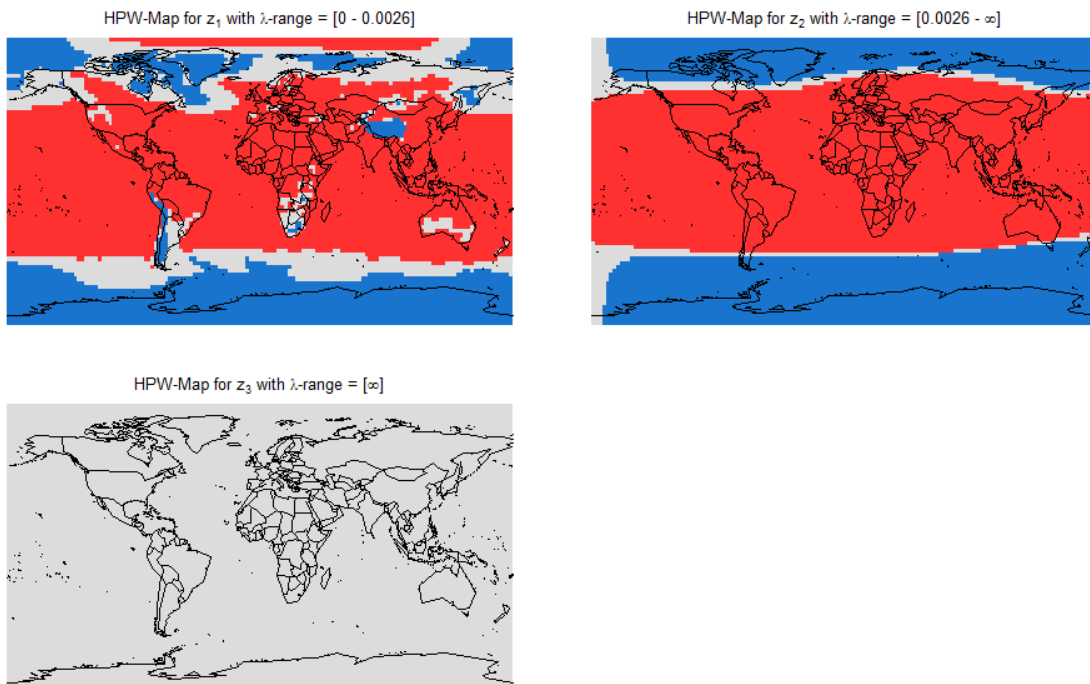 HPW-Map for z₁ with λ-range = [0 - 0.0026]
HPW-Map for z₂ with λ-range = [0.0026 - ∞]
HPW-Map for z₃ with λ-range = [∞]